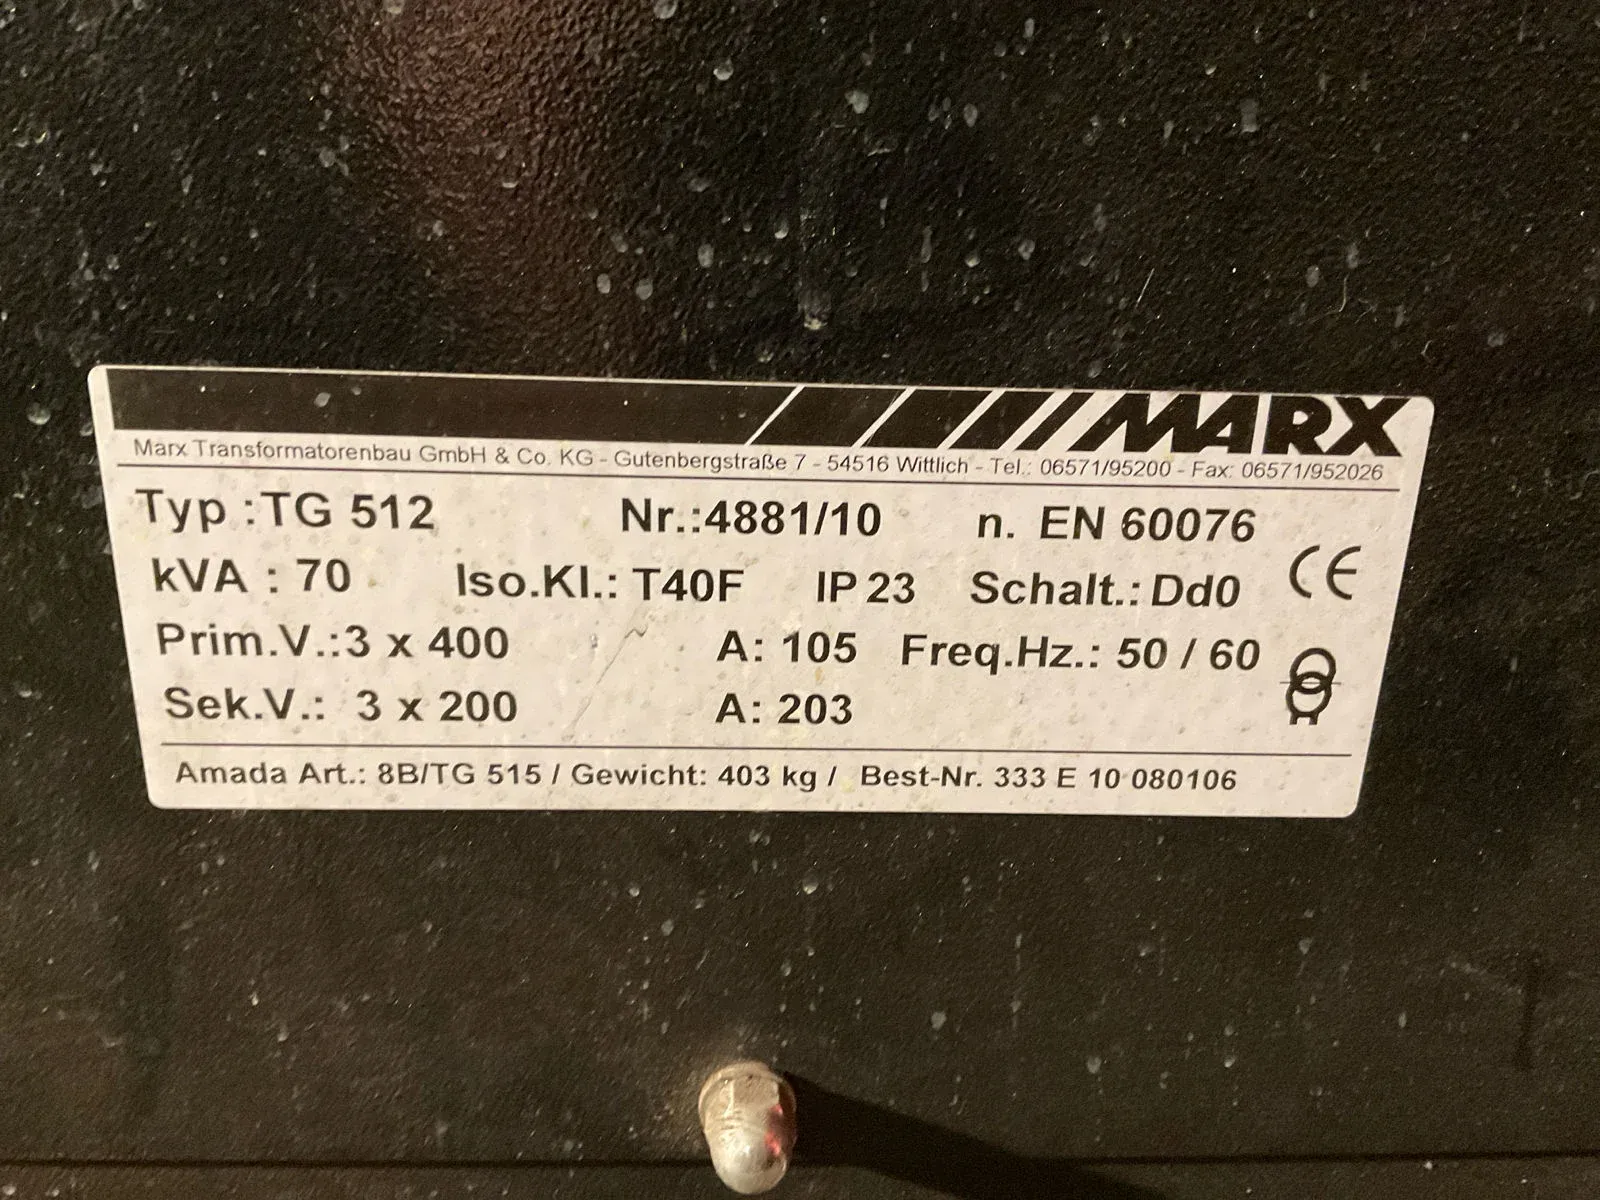 MARX
Marx Transformatorenbau GmbH & Co. KG - Gutenbergstraße 7 - 54516 Wittlich - Tel.: 06571/95200 - Fax: 06571/952026
Typ :TG 512 Nr.:4881/10 n. EN 60076
kVA : 70 Iso.Kl.: T40F IP 23 Schalt.: Dd0 CE
Prim.V.:3 x 400 A: 105 Freq.Hz.: 50 / 60
Sek.V.: 3 x 200 A: 203
Amada Art.: 8B/TG 515 / Gewicht: 403 kg / Best-Nr. 333 E 10 080106